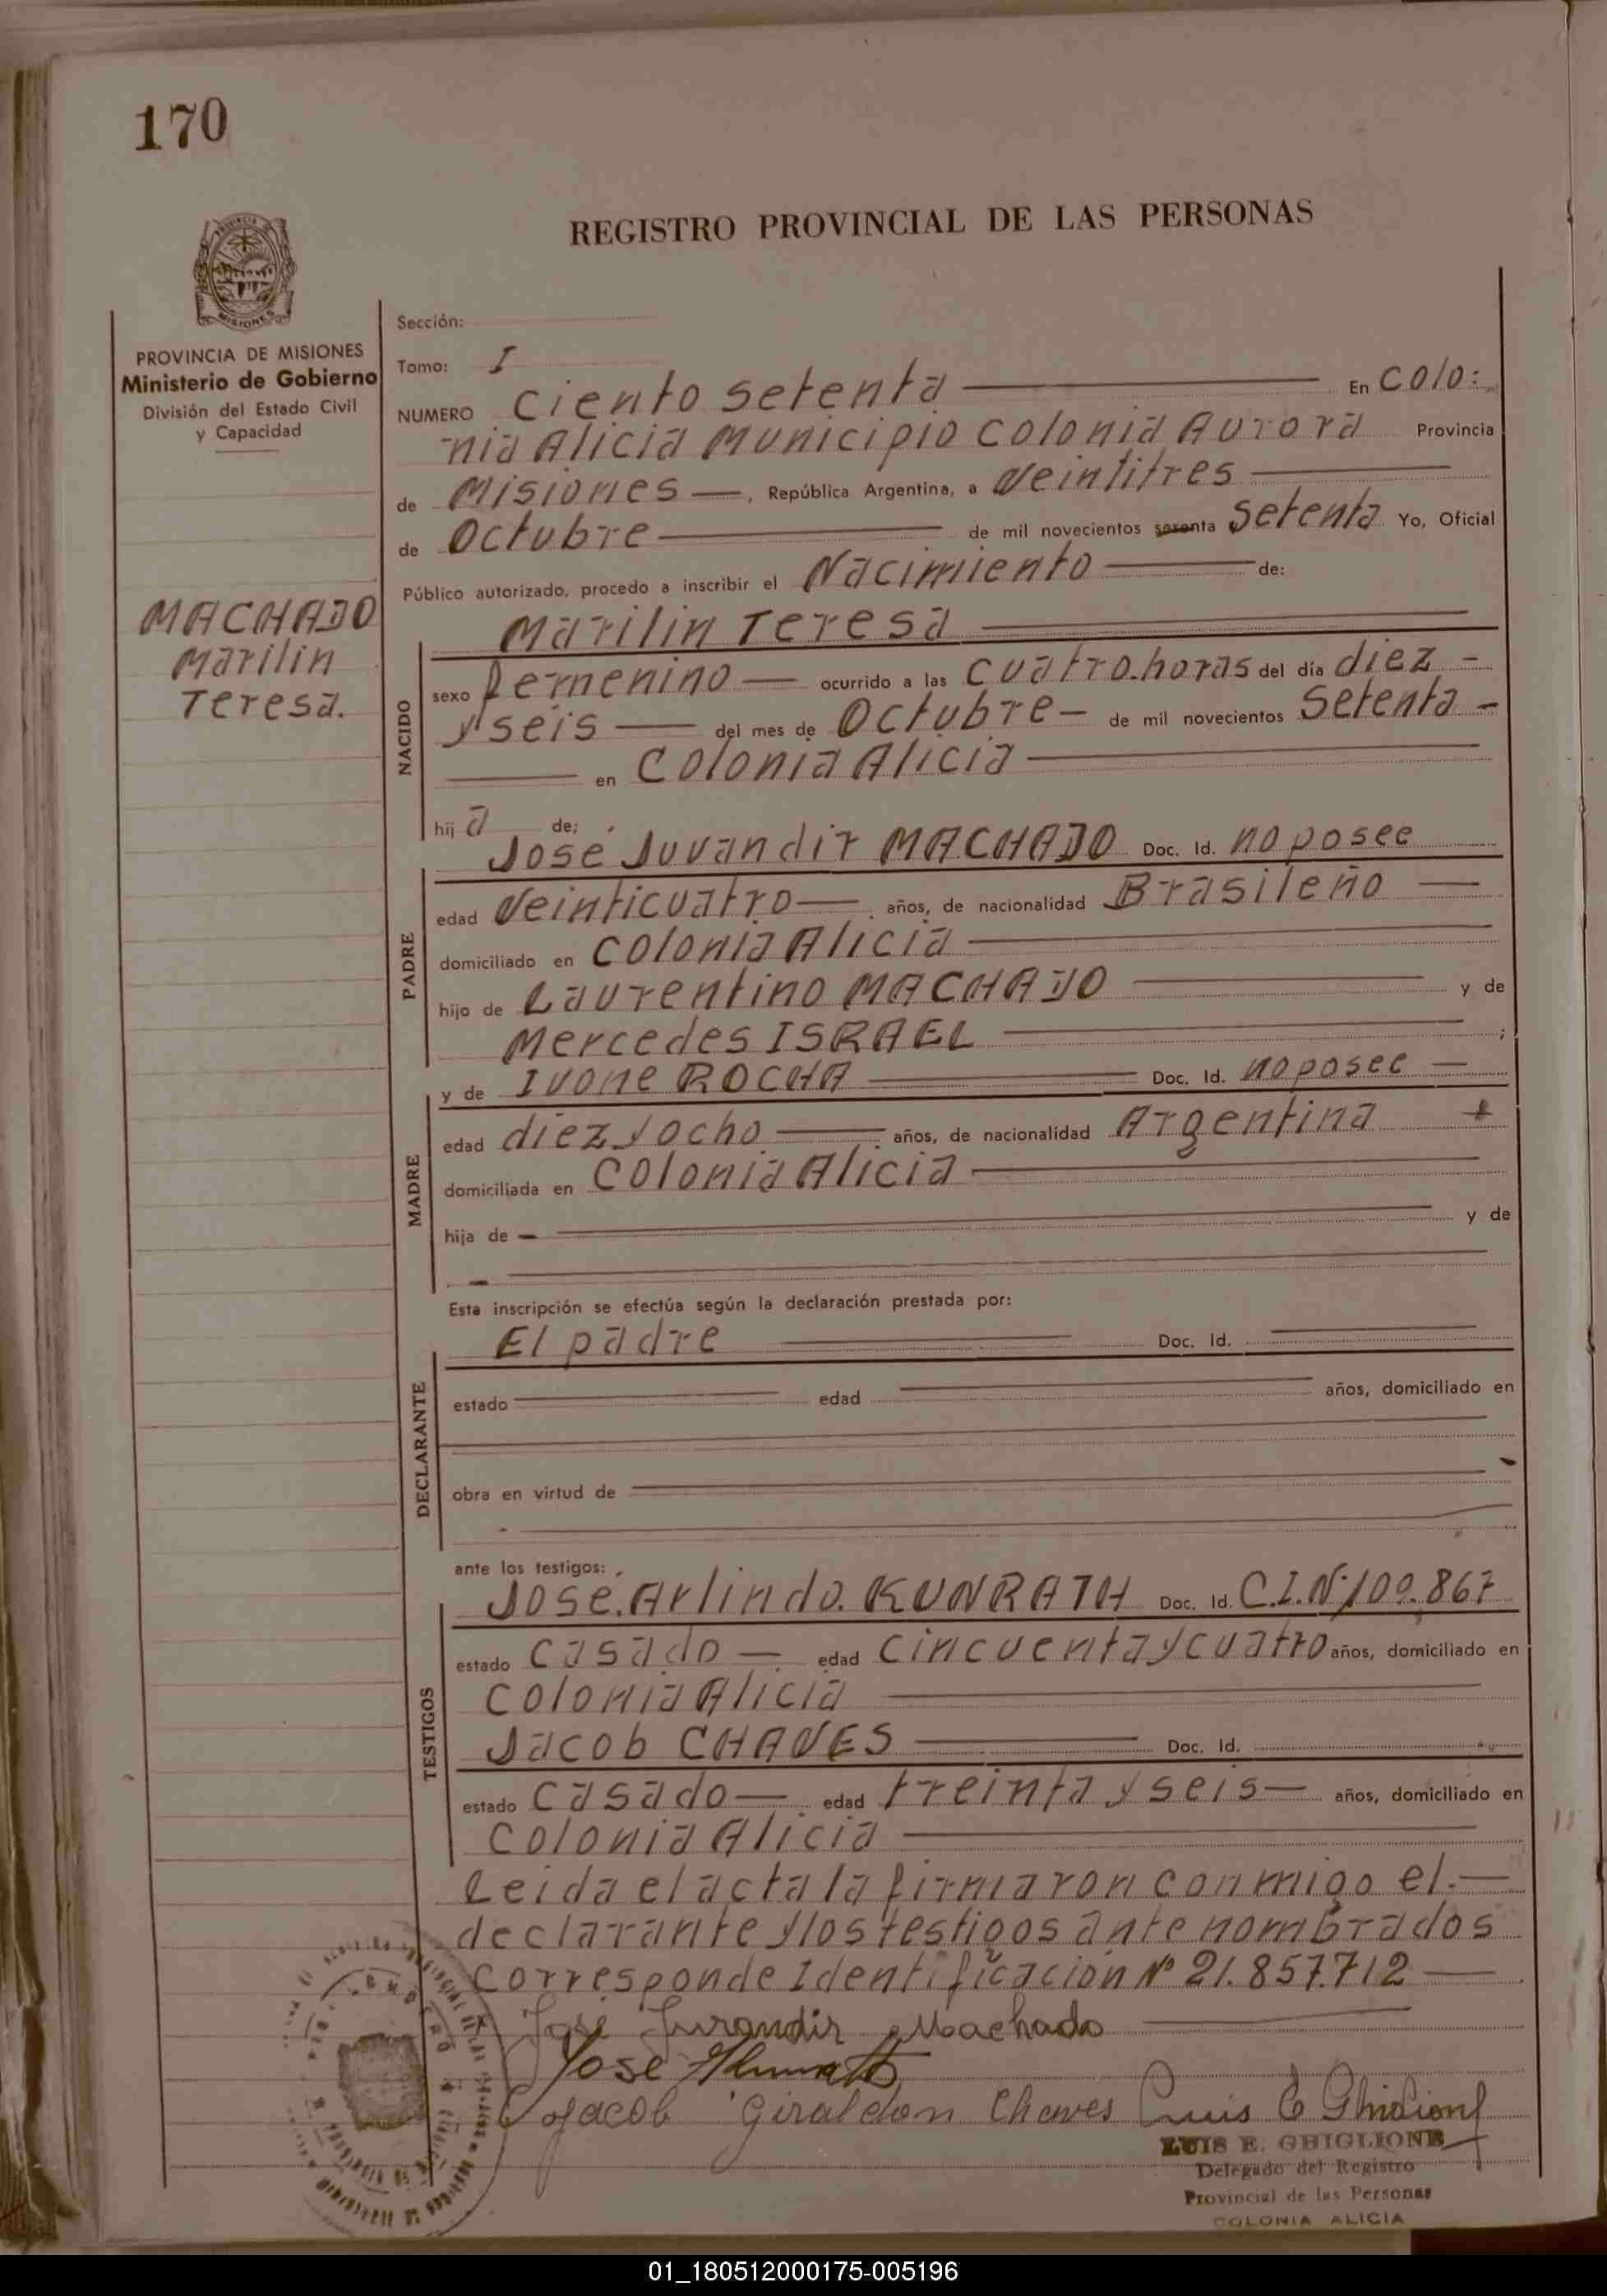 170
REGISTRO PROVINCIAL DE LAS PERSONAS
PROVINCIA DE MISIONES
Ministerio de Gobierno
División del Estado Civil
y Capacidad
MACHADO
Marilin
Teresa.
Sección:
Tomo: I
NUMERO Ciento setenta En Colo:
nia Alicia Municipio Colonia Aurora Provincia
de Misiones —, República Argentina, a Veintitres
de Octubre de mil novecientos sesenta Setenta Yo, Oficial
Público autorizado, procedo a inscribir el Nacimiento de:
Marilin Teresa
NACIDO
sexo femenino — ocurrido a las cuatro.horas del día diez -
y seis — del mes de Octubre - de mil novecientos Setenta -
en Colonia Alicia
hija de;
José Juvandir MACHADO Doc. Id. no posee
PADRE
edad Veinticuatro — años, de nacionalidad Brasileño —
domiciliado en Colonia Alicia
hijo de Laurentino MACHADO y de
Mercedes ISRAEL ;
y de Ivone ROCHA Doc. Id. no posee —
MADRE
edad diez y ocho — años, de nacionalidad Argentina
domiciliada en Colonia Alicia
hija de — y de
Esta inscripción se efectúa según la declaración prestada por:
El padre Doc. Id.
DECLARANTE
estado edad años, domiciliado en
obra en virtud de
ante los testigos:
José. Arlindo. KUNRATH Doc. Id. C.I.Nº 109.867
TESTIGOS
estado casado — edad cincuenta y cuatro años, domiciliado en
Colonia Alicia
Jacob CHAVES Doc. Id.
estado casado — edad treinta y seis — años, domiciliado en
Colonia Alicia
Leida el acta la firmaron conmigo el.—
declarante y los testigos ante nombrados
Corresponde Identificación Nº 21.857.712 —
José Jurandir Machado
Jose
Jacob Giraldon Chaves Luis E Ghiglione
LUIS E. GHIGLIONE
Delegado del Registro
Provincial de las Personas
COLONIA ALICIA
01_180512000175-005196